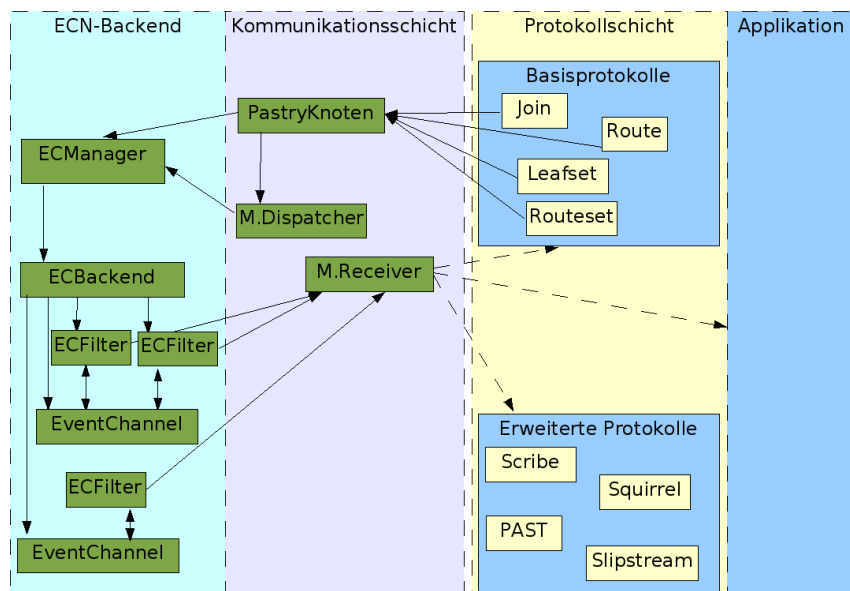 ECN-Backend
Kommunikationsschicht
Protokollschicht
Applikation
Basisprotokolle
PastryKnoten
Join
Route
ECManager
Leafset
M.Dispatcher
Routeset
ECBackend
M.Receiver
ECFilter
ECFilter
EventChannel
Erweiterte Protokolle
Scribe
ECFilter
Squirrel
PAST
EventChannel
Slipstream